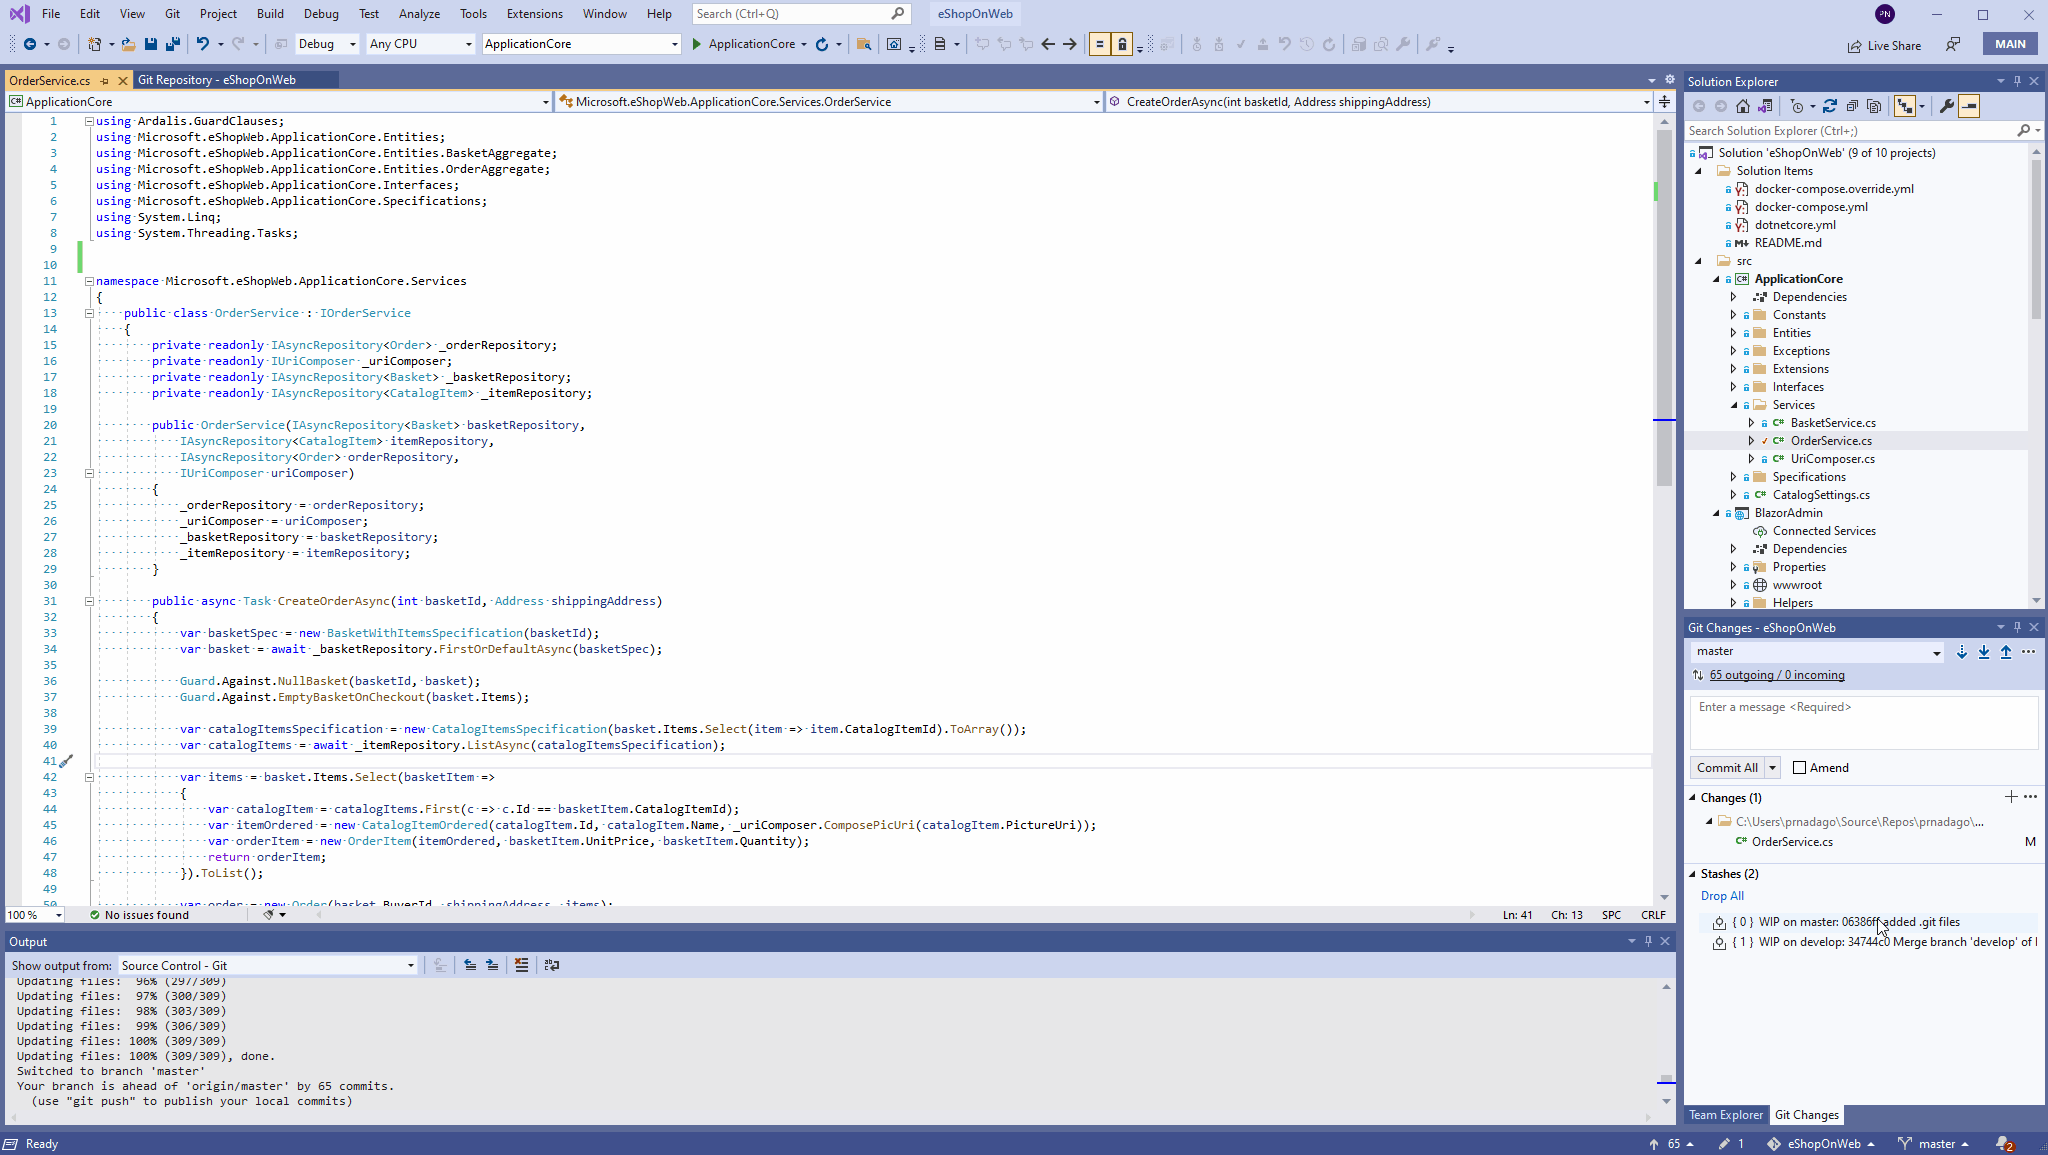 File Edit View Git Project Build Debug Test Analyze Tools Extensions Window Help Search (Ctrl+Q) eShopOnWeb PN
Debug Any CPU ApplicationCore ApplicationCore Live Share MAIN
OrderService.cs Git Repository - eShopOnWeb
ApplicationCore Microsoft.eShopWeb.ApplicationCore.Services.OrderService CreateOrderAsync(int basketId, Address shippingAddress)
1 using Ardalis.GuardClauses;
2 using Microsoft.eShopWeb.ApplicationCore.Entities;
3 using Microsoft.eShopWeb.ApplicationCore.Entities.BasketAggregate;
4 using Microsoft.eShopWeb.ApplicationCore.Entities.OrderAggregate;
5 using Microsoft.eShopWeb.ApplicationCore.Interfaces;
6 using Microsoft.eShopWeb.ApplicationCore.Specifications;
7 using System.Linq;
8 using System.Threading.Tasks;
9
10
11 namespace Microsoft.eShopWeb.ApplicationCore.Services
12 {
13 public class OrderService : IOrderService
14 {
15 private readonly IAsyncRepository<Order> _orderRepository;
16 private readonly IUriComposer _uriComposer;
17 private readonly IAsyncRepository<Basket> _basketRepository;
18 private readonly IAsyncRepository<CatalogItem> _itemRepository;
19
20 public OrderService(IAsyncRepository<Basket> basketRepository,
21 IAsyncRepository<CatalogItem> itemRepository,
22 IAsyncRepository<Order> orderRepository,
23 IUriComposer uriComposer)
24 {
25 _orderRepository = orderRepository;
26 _uriComposer = uriComposer;
27 _basketRepository = basketRepository;
28 _itemRepository = itemRepository;
29 }
30
31 public async Task CreateOrderAsync(int basketId, Address shippingAddress)
32 {
33 var basketSpec = new BasketWithItemsSpecification(basketId);
34 var basket = await _basketRepository.FirstOrDefaultAsync(basketSpec);
35
36 Guard.Against.NullBasket(basketId, basket);
37 Guard.Against.EmptyBasketOnCheckout(basket.Items);
38
39 var catalogItemsSpecification = new CatalogItemsSpecification(basket.Items.Select(item => item.CatalogItemId).ToArray());
40 var catalogItems = await _itemRepository.ListAsync(catalogItemsSpecification);
41
42 var items = basket.Items.Select(basketItem =>
43 {
44 var catalogItem = catalogItems.First(c => c.Id == basketItem.CatalogItemId);
45 var itemOrdered = new CatalogItemOrdered(catalogItem.Id, catalogItem.Name, _uriComposer.ComposePicUri(catalogItem.PictureUri));
46 var orderItem = new OrderItem(itemOrdered, basketItem.UnitPrice, basketItem.Quantity);
47 return orderItem;
48 }).ToList();
49
50 var order = new Order(basket.BuyerId, shippingAddress, items);
100 % No issues found Ln: 41 Ch: 13 SPC CRLF
Output
Show output from: Source Control - Git
Updating files: 96% (297/309)
Updating files: 97% (300/309)
Updating files: 98% (303/309)
Updating files: 99% (306/309)
Updating files: 100% (309/309)
Updating files: 100% (309/309), done.
Switched to branch 'master'
Your branch is ahead of 'origin/master' by 65 commits.
(use "git push" to publish your local commits)
Solution Explorer
Search Solution Explorer (Ctrl+;)
Solution 'eShopOnWeb' (9 of 10 projects)
Solution Items
docker-compose.override.yml
docker-compose.yml
dotnetcore.yml
README.md
src
ApplicationCore
Dependencies
Constants
Entities
Exceptions
Extensions
Interfaces
Services
BasketService.cs
OrderService.cs
UriComposer.cs
Specifications
CatalogSettings.cs
BlazorAdmin
Connected Services
Dependencies
Properties
wwwroot
Helpers
Git Changes - eShopOnWeb
master
65 outgoing / 0 incoming
Enter a message <Required>
Commit All Amend
Changes (1)
C:\Users\prnadago\Source\Repos\prnadago\...
OrderService.cs M
Stashes (2)
Drop All
{ 0 } WIP on master: 06386ff added .git files
{ 1 } WIP on develop: 34744c0 Merge branch 'develop' of
Team Explorer Git Changes
Ready 65 1 eShopOnWeb master 2